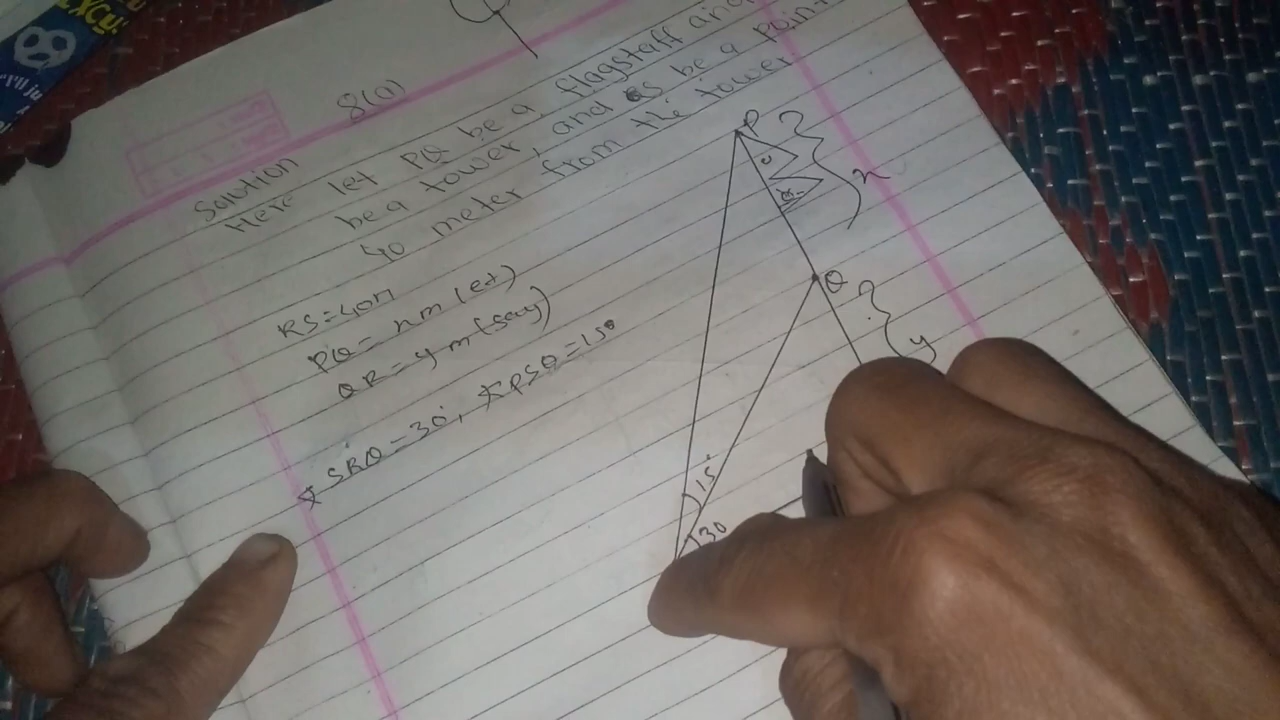 8(a)
Solution
Here let PQ be a flagstaff and
be a tower, and s be a point
40 meter from the tower
RS=40m
PQ= xm (let)
QR= y m (say)
∡SRQ=30°, ∡PSQ=15°
P
x
Q
y
15°
30